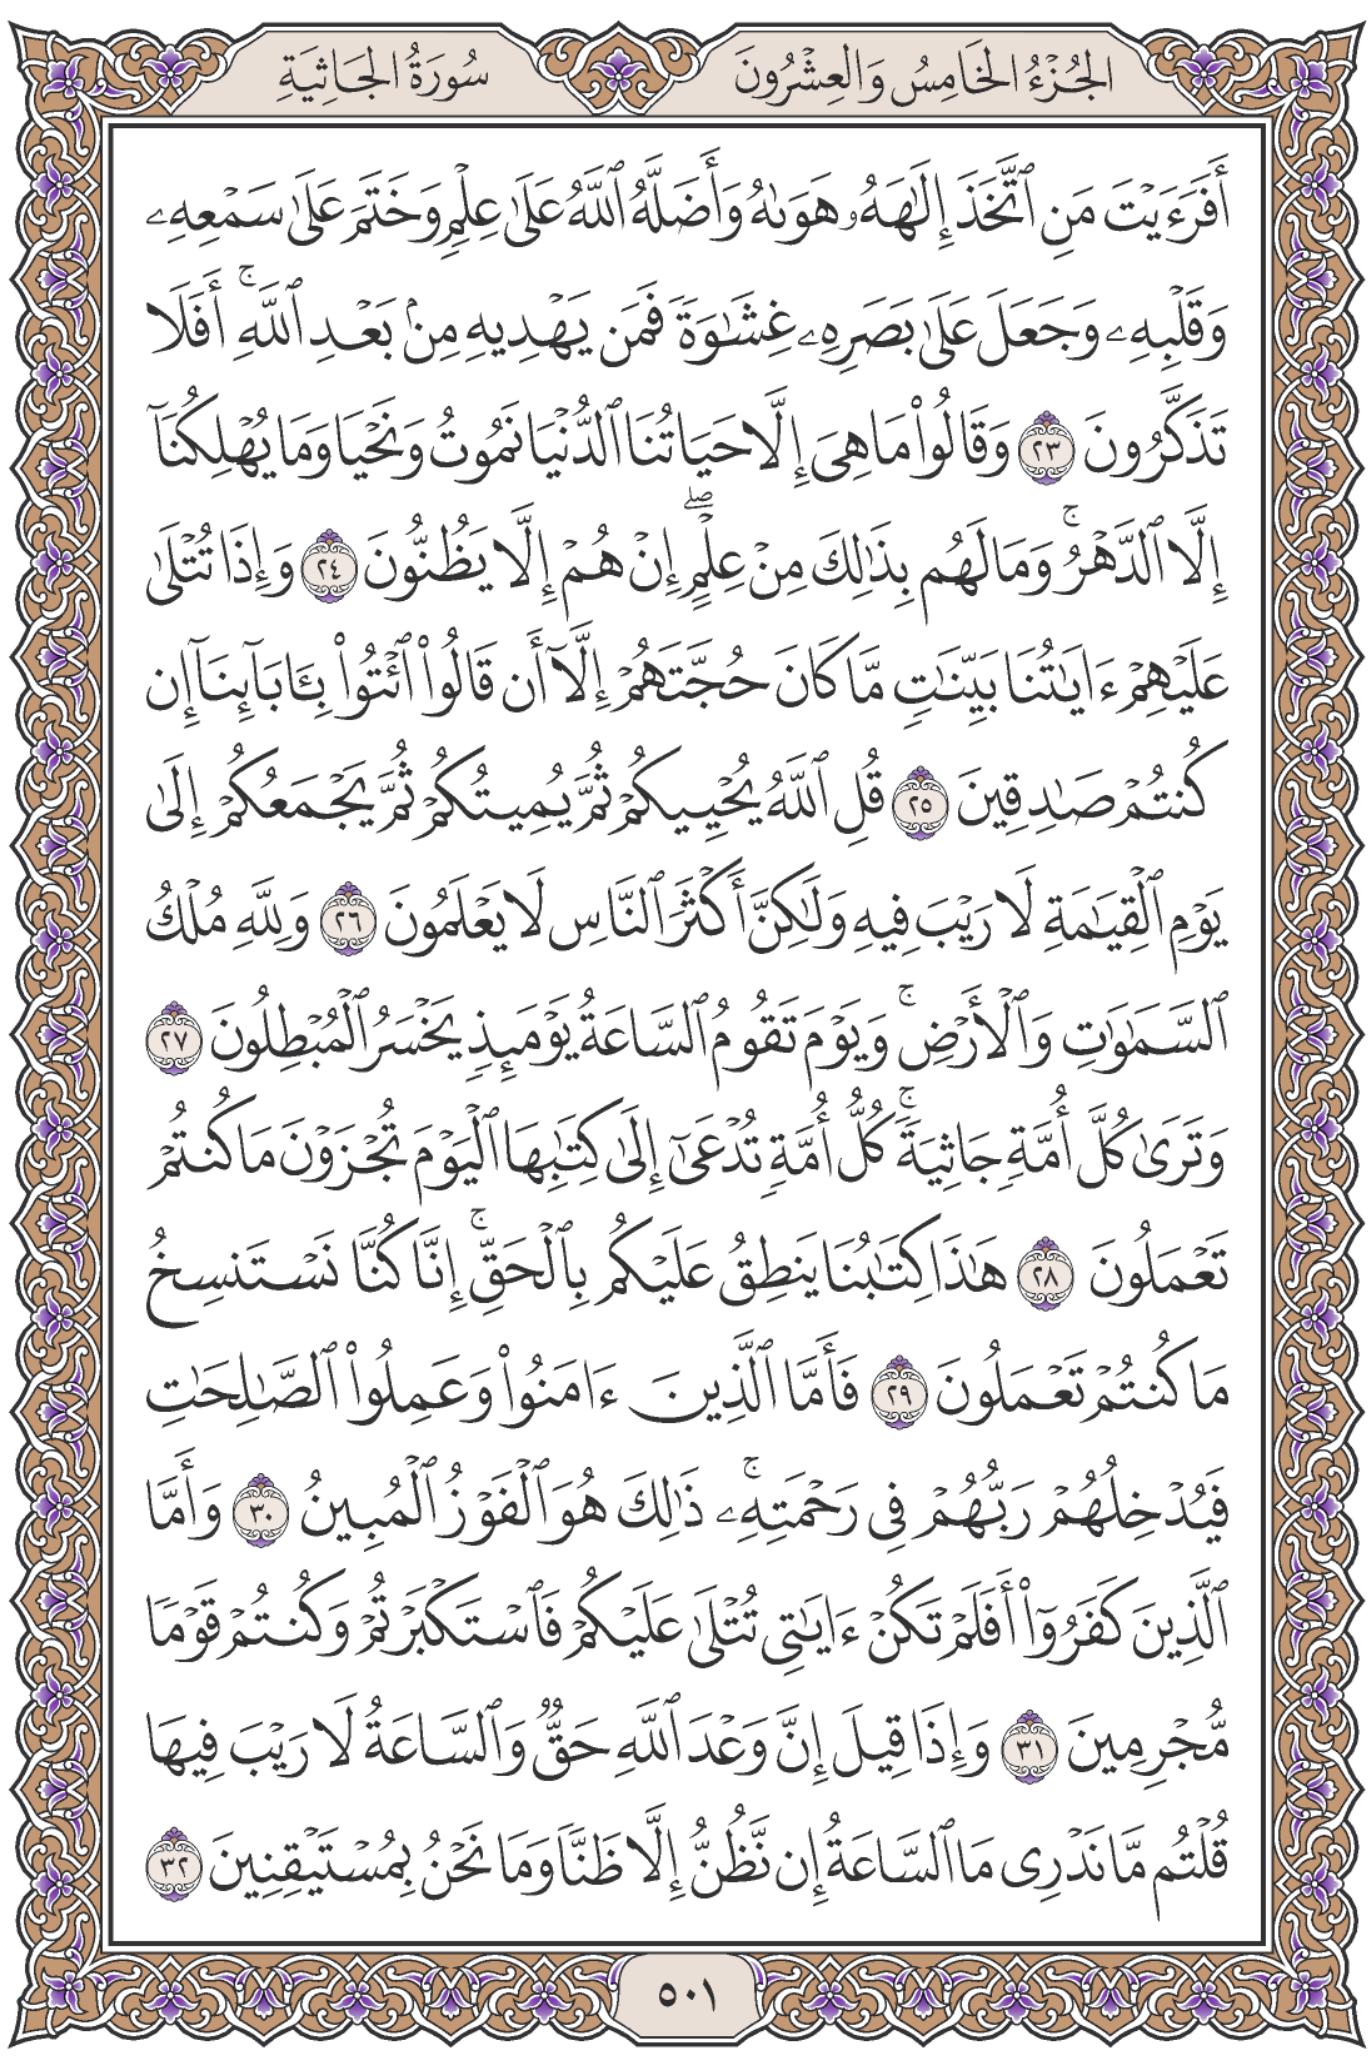 الجُزْءُ الخَامِسُ وَالعِشْرُونَ
سُورَةُ الجَاثِيَةِ
أَفَرَءَيْتَ مَنِ ٱتَّخَذَ إِلَٰهَهُۥ هَوَىٰهُ وَأَضَلَّهُ ٱللَّهُ عَلَىٰ عِلْمٍ وَخَتَمَ عَلَىٰ سَمْعِهِۦ
وَقَلْبِهِۦ وَجَعَلَ عَلَىٰ بَصَرِهِۦ غِشَٰوَةً فَمَن يَهْدِيهِ مِنۢ بَعْدِ ٱللَّهِۚ أَفَلَا
تَذَكَّرُونَ ٢٣ وَقَالُوا۟ مَا هِىَ إِلَّا حَيَاتُنَا ٱلدُّنْيَا نَمُوتُ وَنَحْيَا وَمَا يُهْلِكُنَآ
إِلَّا ٱلدَّهْرُۚ وَمَا لَهُم بِذَٰلِكَ مِنْ عِلْمٍۖ إِنْ هُمْ إِلَّا يَظُنُّونَ ٢٤ وَإِذَا تُتْلَىٰ
عَلَيْهِمْ ءَايَٰتُنَا بَيِّنَٰتٍ مَّا كَانَ حُجَّتَهُمْ إِلَّآ أَن قَالُوا۟ ٱئْتُوا۟ بِـَٔابَآئِنَآ إِن
كُنتُمْ صَٰدِقِينَ ٢٥ قُلِ ٱللَّهُ يُحْيِيكُمْ ثُمَّ يُمِيتُكُمْ ثُمَّ يَجْمَعُكُمْ إِلَىٰ
يَوْمِ ٱلْقِيَٰمَةِ لَا رَيْبَ فِيهِ وَلَٰكِنَّ أَكْثَرَ ٱلنَّاسِ لَا يَعْلَمُونَ ٢٦ وَلِلَّهِ مُلْكُ
ٱلسَّمَٰوَٰتِ وَٱلْأَرْضِۚ وَيَوْمَ تَقُومُ ٱلسَّاعَةُ يَوْمَئِذٍ يَخْسَرُ ٱلْمُبْطِلُونَ ٢٧
وَتَرَىٰ كُلَّ أُمَّةٍ جَاثِيَةًۚ كُلُّ أُمَّةٍ تُدْعَىٰٓ إِلَىٰ كِتَٰبِهَا ٱلْيَوْمَ تُجْزَوْنَ مَا كُنتُمْ
تَعْمَلُونَ ٢٨ هَٰذَا كِتَٰبُنَا يَنطِقُ عَلَيْكُم بِٱلْحَقِّۚ إِنَّا كُنَّا نَسْتَنسِخُ
مَا كُنتُمْ تَعْمَلُونَ ٢٩ فَأَمَّا ٱلَّذِينَ ءَامَنُوا۟ وَعَمِلُوا۟ ٱلصَّٰلِحَٰتِ
فَيُدْخِلُهُمْ رَبُّهُمْ فِى رَحْمَتِهِۦۚ ذَٰلِكَ هُوَ ٱلْفَوْزُ ٱلْمُبِينُ ٣٠ وَأَمَّا
ٱلَّذِينَ كَفَرُوٓا۟ أَفَلَمْ تَكُنْ ءَايَٰتِى تُتْلَىٰ عَلَيْكُمْ فَٱسْتَكْبَرْتُمْ وَكُنتُمْ قَوْمًا
مُّجْرِمِينَ ٣١ وَإِذَا قِيلَ إِنَّ وَعْدَ ٱللَّهِ حَقٌّ وَٱلسَّاعَةُ لَا رَيْبَ فِيهَا
قُلْتُم مَّا نَدْرِى مَا ٱلسَّاعَةُ إِن نَّظُنُّ إِلَّا ظَنًّا وَمَا نَحْنُ بِمُسْتَيْقِنِينَ ٣٢
٥٠١